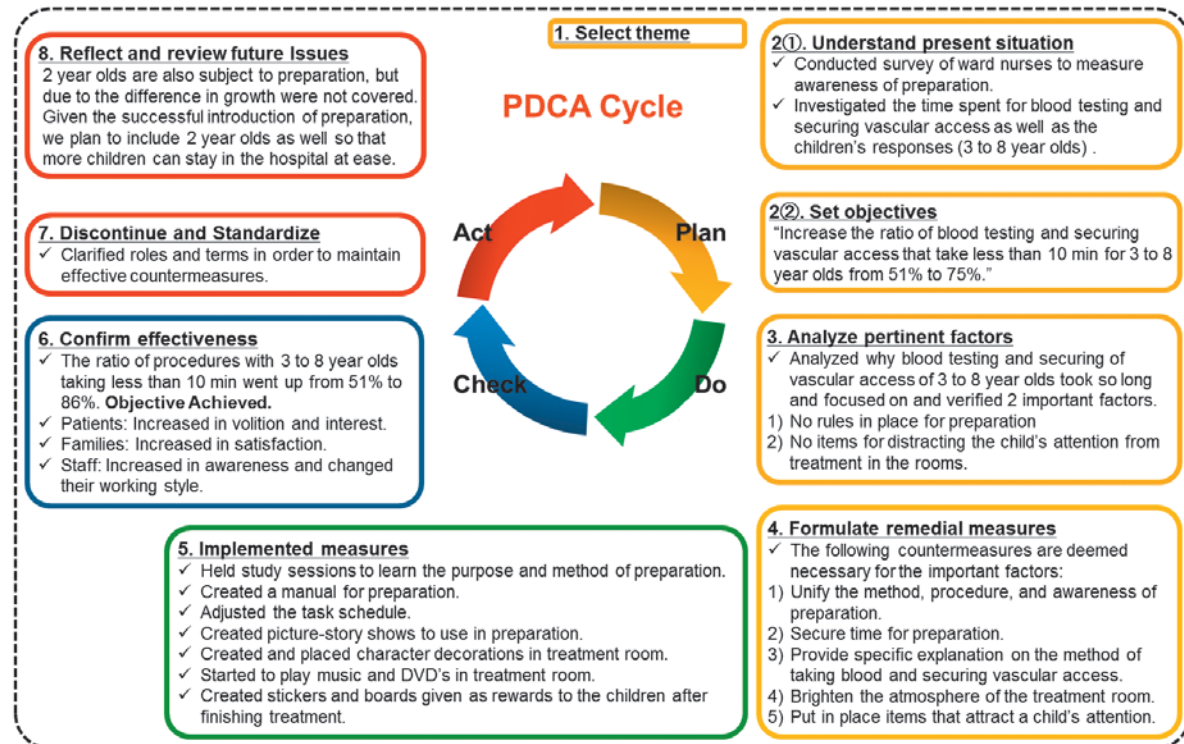 1. Select theme
PDCA Cycle
Act
Plan
Check
Do
2①. Understand present situation
✓ Conducted survey of ward nurses to measure
awareness of preparation.
✓ Investigated the time spent for blood testing and
securing vascular access as well as the
children's responses (3 to 8 year olds) .
2②. Set objectives
“Increase the ratio of blood testing and securing
vascular access that take less than 10 min for 3 to 8
year olds from 51% to 75%.”
3. Analyze pertinent factors
✓ Analyzed why blood testing and securing of
vascular access of 3 to 8 year olds took so long
and focused on and verified 2 important factors.
1) No rules in place for preparation
2) No items for distracting the child's attention from
treatment in the rooms.
4. Formulate remedial measures
✓ The following countermeasures are deemed
necessary for the important factors:
1) Unify the method, procedure, and awareness of
preparation.
2) Secure time for preparation.
3) Provide specific explanation on the method of
taking blood and securing vascular access.
4) Brighten the atmosphere of the treatment room.
5) Put in place items that attract a child's attention.
5. Implemented measures
✓ Held study sessions to learn the purpose and method of preparation.
✓ Created a manual for preparation.
✓ Adjusted the task schedule.
✓ Created picture-story shows to use in preparation.
✓ Created and placed character decorations in treatment room.
✓ Started to play music and DVD's in treatment room.
✓ Created stickers and boards given as rewards to the children after
finishing treatment.
6. Confirm effectiveness
✓ The ratio of procedures with 3 to 8 year olds
taking less than 10 min went up from 51% to
86%. Objective Achieved.
✓ Patients: Increased in volition and interest.
✓ Families: Increased in satisfaction.
✓ Staff: Increased in awareness and changed
their working style.
7. Discontinue and Standardize
✓ Clarified roles and terms in order to maintain
effective countermeasures.
8. Reflect and review future Issues
2 year olds are also subject to preparation, but
due to the difference in growth were not covered.
Given the successful introduction of preparation,
we plan to include 2 year olds as well so that
more children can stay in the hospital at ease.